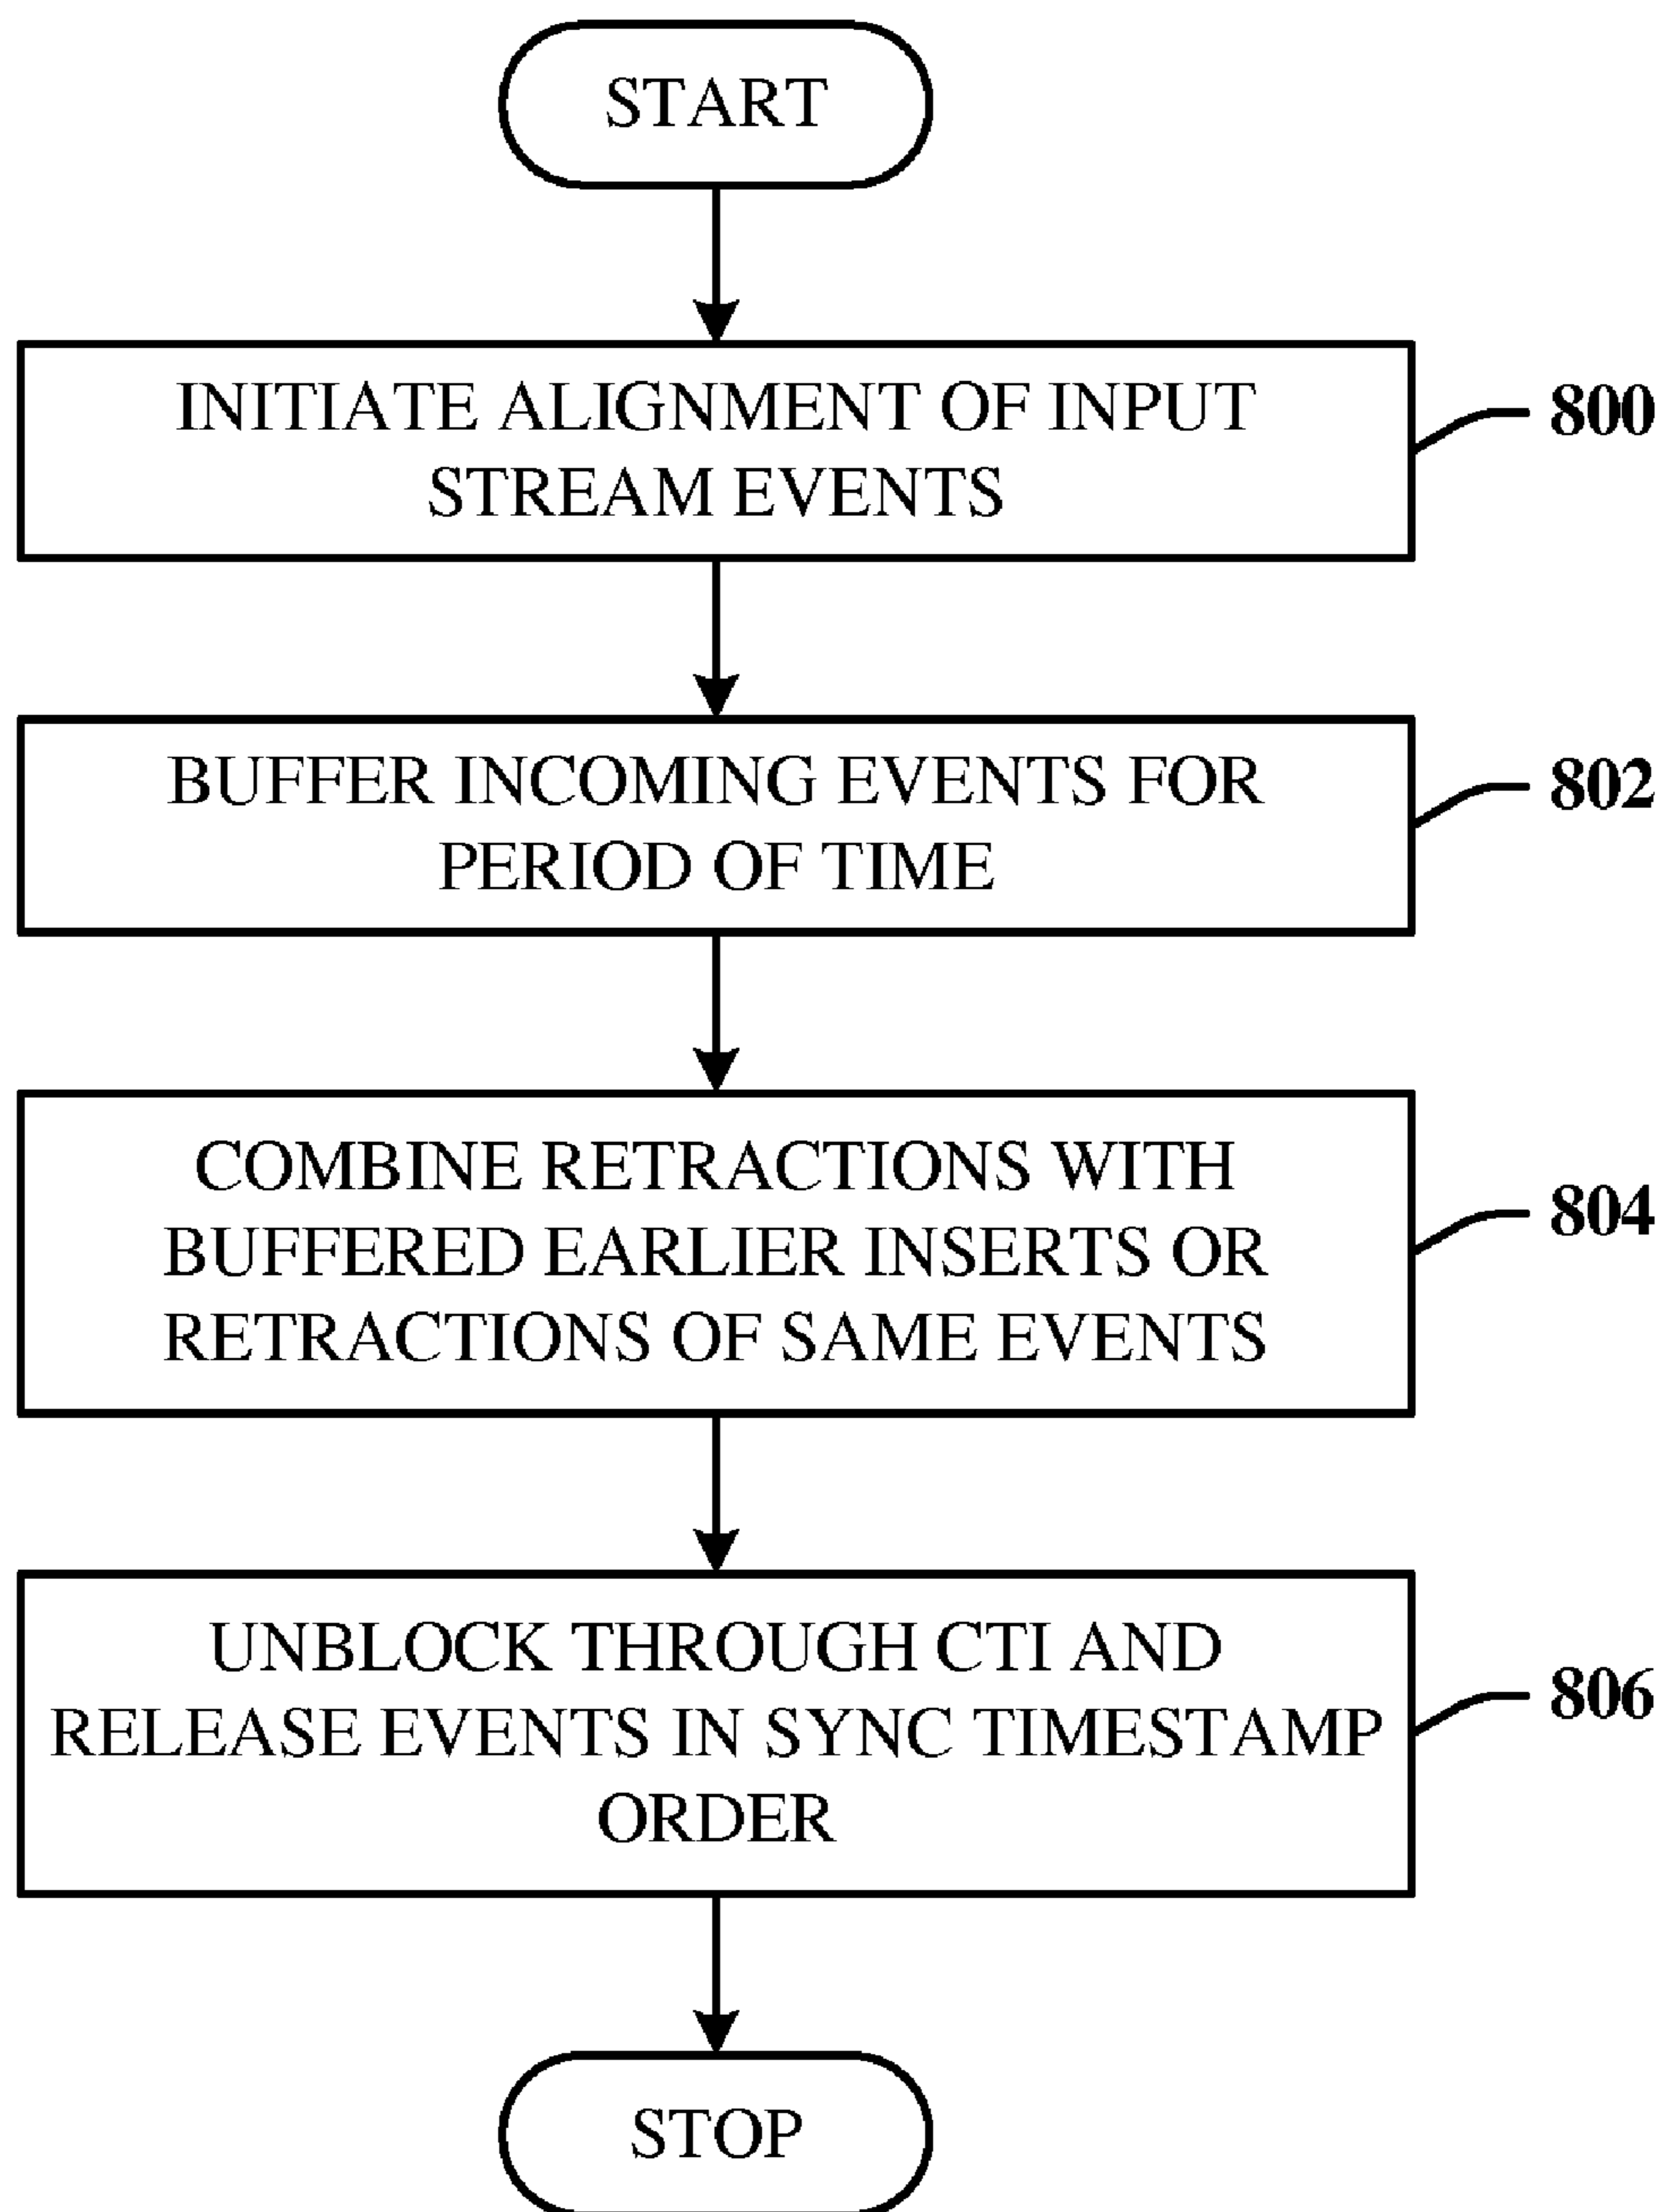 START
INITIATE ALIGNMENT OF INPUT
STREAM EVENTS
800
BUFFER INCOMING EVENTS FOR
PERIOD OF TIME
802
COMBINE RETRACTIONS WITH
BUFFERED EARLIER INSERTS OR
RETRACTIONS OF SAME EVENTS
804
UNBLOCK THROUGH CTI AND
RELEASE EVENTS IN SYNC TIMESTAMP
ORDER
806
STOP